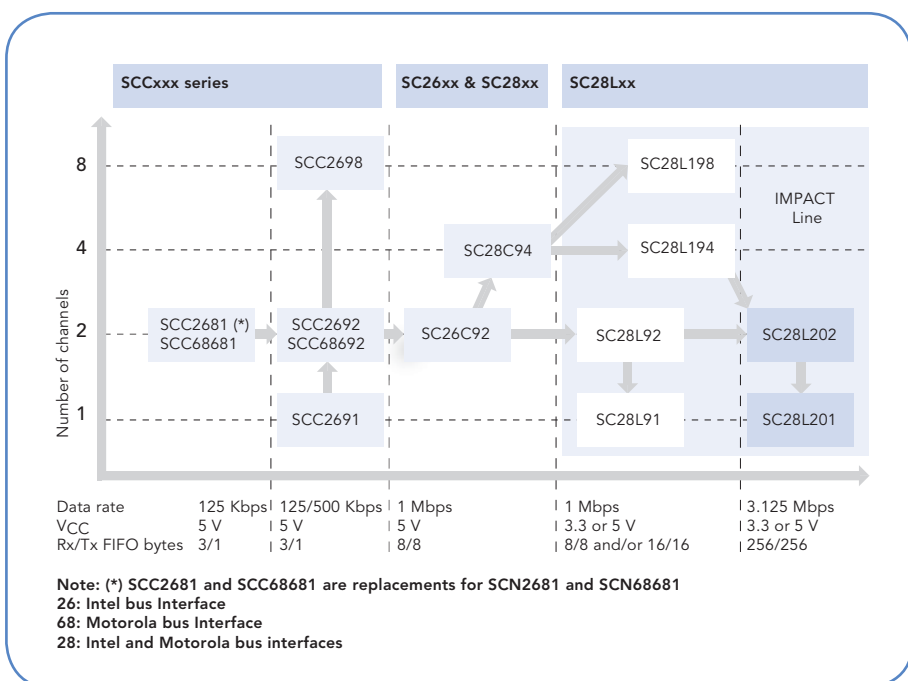 SCCxxx series
SC26xx & SC28xx
SC28Lxx
Number of channels
8
4
2
1
SCC2698
SC28L198
IMPACT
Line
SC28C94
SC28L194
SCC2681 (*)
SCC68681
SCC2692
SCC68692
SC26C92
SC28L92
SC28L202
SCC2691
SC28L91
SC28L201
Data rate 125 Kbps 125/500 Kbps 1 Mbps 1 Mbps 3.125 Mbps
VCC 5 V 5 V 5 V 3.3 or 5 V 3.3 or 5 V
Rx/Tx FIFO bytes 3/1 3/1 8/8 8/8 and/or 16/16 256/256
Note: (*) SCC2681 and SCC68681 are replacements for SCN2681 and SCN68681
26: Intel bus Interface
68: Motorola bus Interface
28: Intel and Motorola bus interfaces